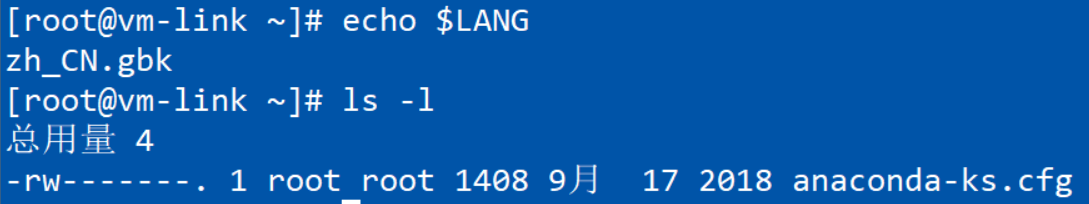 [root@vm-link ~]# echo $LANG
zh_CN.gbk
[root@vm-link ~]# ls -l
总用量 4
-rw-------. 1 root root 1408 9月  17 2018 anaconda-ks.cfg